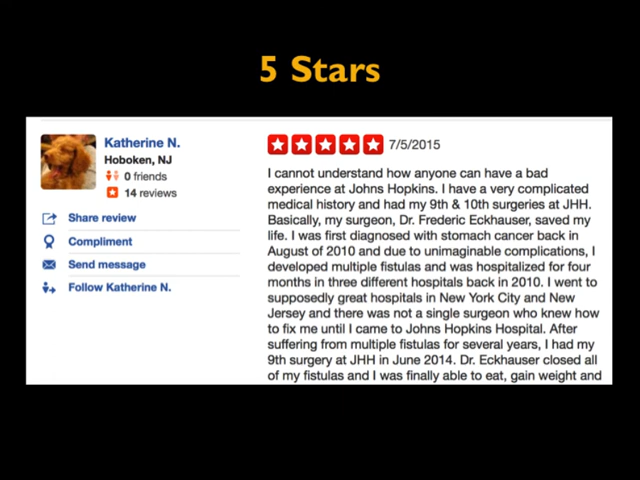 5 Stars
Katherine N.
Hoboken, NJ
0 friends
14 reviews
Share review
Compliment
Send message
Follow Katherine N.
7/5/2015
I cannot understand how anyone can have a bad
experience at Johns Hopkins. I have a very complicated
medical history and had my 9th & 10th surgeries at JHH.
Basically, my surgeon, Dr. Frederic Eckhauser, saved my
life. I was first diagnosed with stomach cancer back in
August of 2010 and due to unimaginable complications, I
developed multiple fistulas and was hospitalized for four
months in three different hospitals back in 2010. I went to
supposedly great hospitals in New York City and New
Jersey and there was not a single surgeon who knew how
to fix me until I came to Johns Hopkins Hospital. After
suffering from multiple fistulas for several years, I had my
9th surgery at JHH in June 2014. Dr. Eckhauser closed all
of my fistulas and I was finally able to eat, gain weight and